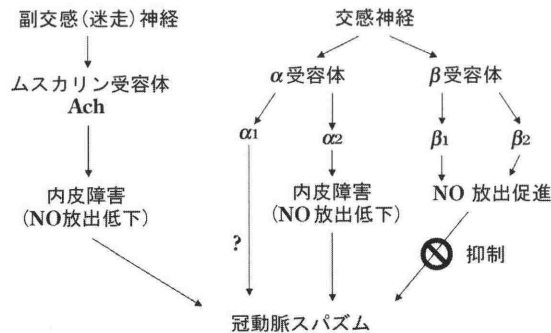 副交感(迷走)神経
交感神経
ムスカリン受容体
Ach
α受容体
β受容体
α1
α2
β1
β2
内皮障害
(NO放出低下)
内皮障害
(NO放出低下)
NO 放出促進
?
抑制
冠動脈スパズム